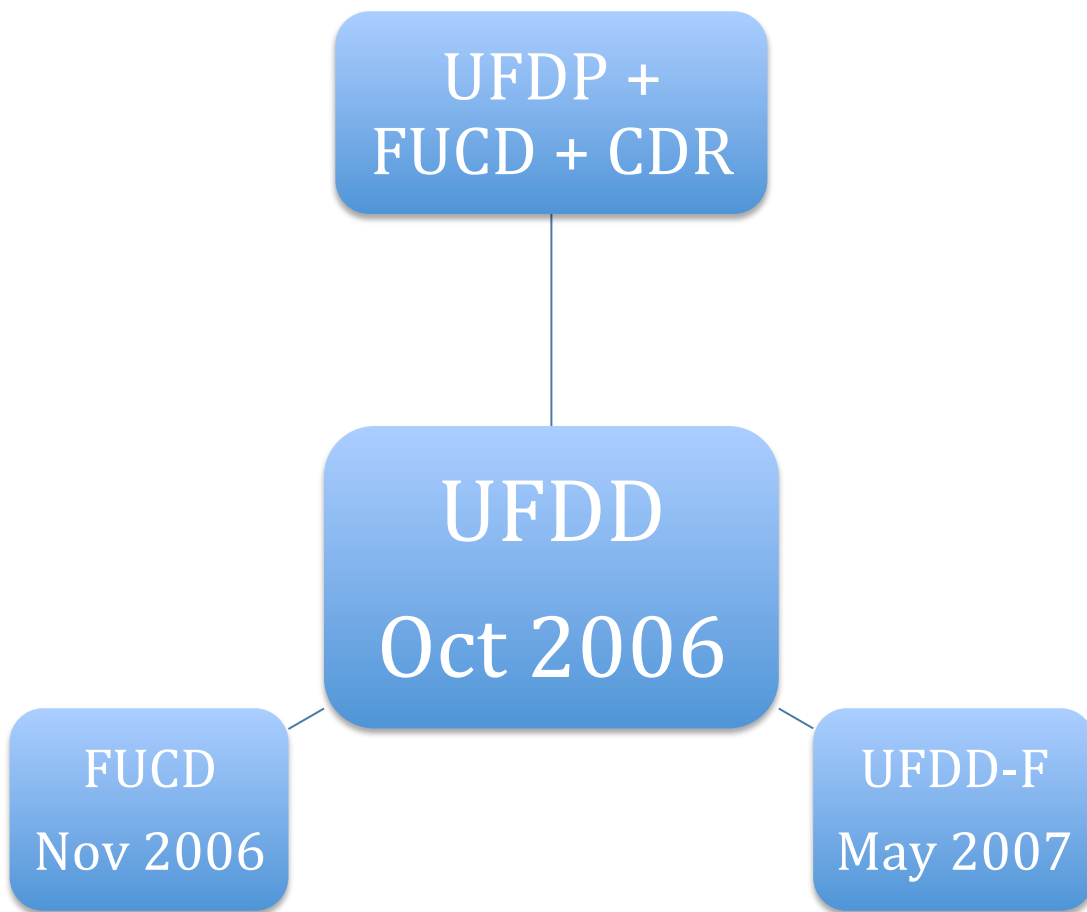 UFDP +
FUCD + CDR
UFDD
Oct 2006
FUCD
Nov 2006
UFDD-F
May 2007